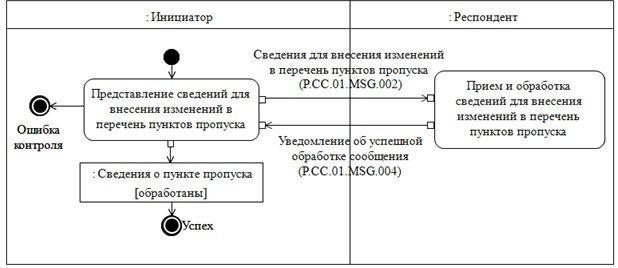 : Инициатор
: Респондент
Сведения для внесения изменений
в перечень пунктов пропуска
(P.CC.01.MSG.002)
Представление сведений для
внесения изменений в
перечень пунктов пропуска
Прием и обработка
сведений для внесения
изменений в перечень
пунктов пропуска
Ошибка
контроля
Уведомление об успешной
обработке сообщения
(P.CC.01.MSG.004)
: Сведения о пункте пропуска
[обработаны]
Успех